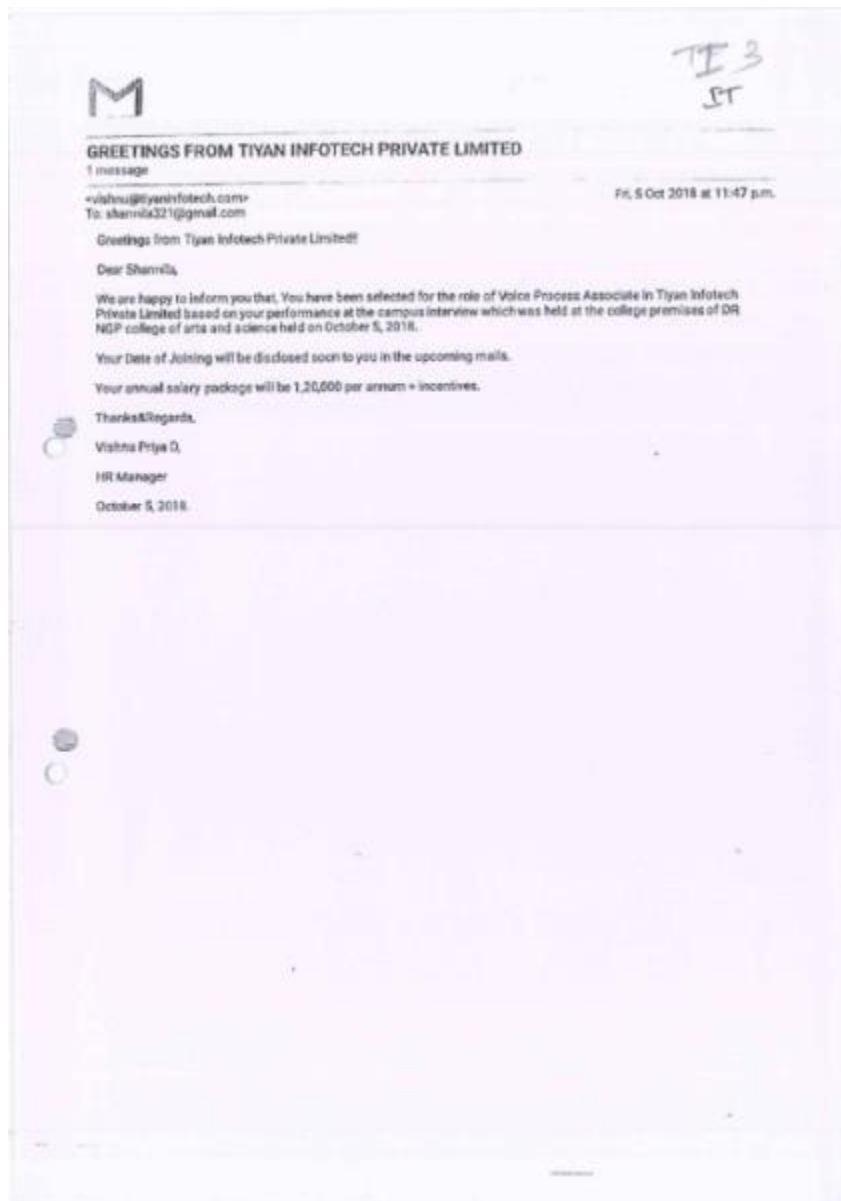 TI 3
IT
GREETINGS FROM TIYAN INFOTECH PRIVATE LIMITED
1 message
<vishnu@tiyaninfotech.com>
Fri, 5 Oct 2018 at 11:47 p.m.
To: sharmila321@gmail.com
Greetings from Tiyan Infotech Private Limited!!
Dear Sharmila,
We are happy to inform you that, You have been selected for the role of Voice Process Associate in Tiyan Infotech
Private Limited based on your performance at the campus interview which was held at the college premises of DR
NGP college of arts and science held on October 5, 2018.
Your Date of Joining will be disclosed soon to you in the upcoming mails.
Your annual salary package will be 1,20,000 per annum + incentives.
Thanks&Regards,
Vishnu Priya D,
HR Manager
October 5, 2018.